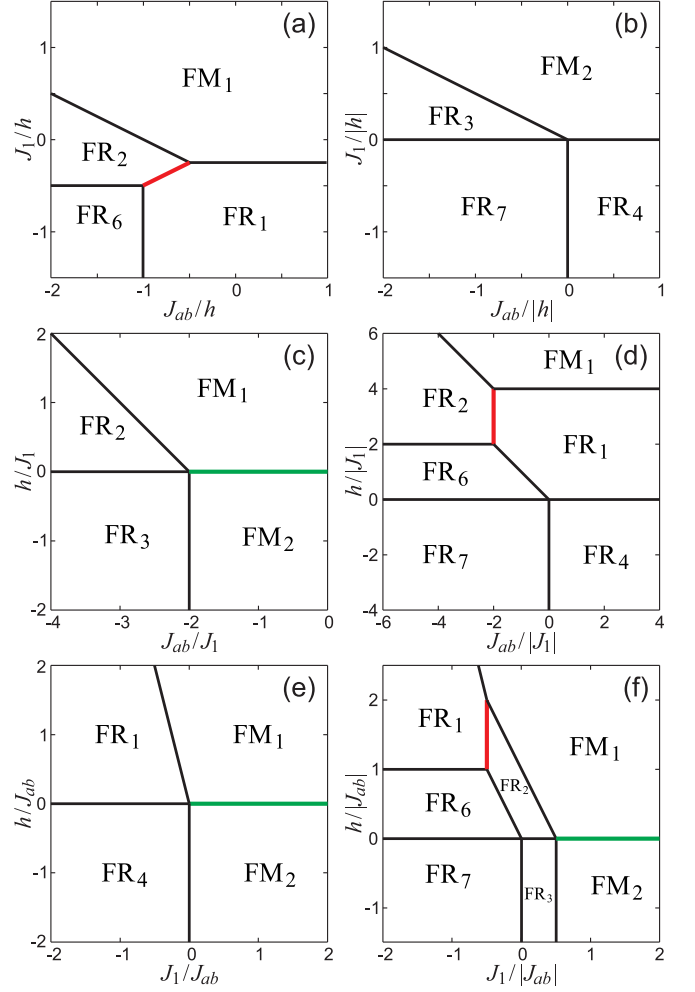 (a)
FM1
FR2
FR6
FR1
J1/h
1
0
-1
-2
-1
0
1
Jab/h
(b)
FM2
FR3
FR7
FR4
J1/|h|
1
0
-1
-2
-1
0
1
Jab/|h|
(c)
FM1
FR2
FR3
FM2
h/J1
2
1
0
-1
-2
-4
-3
-2
-1
0
Jab/J1
(d)
FM1
FR2
FR1
FR6
FR7
FR4
h/|J1|
6
4
2
0
-2
-4
-6
-4
-2
0
2
4
Jab/|J1|
(e)
FR1
FM1
FR4
FM2
h/Jab
2
1
0
-1
-2
-2
-1
0
1
2
J1/Jab
(f)
FR1
FM1
FR2
FR6
FR7
FR3
FM2
h/|Jab|
2
1
0
-1
-2
-1
0
1
2
J1/|Jab|